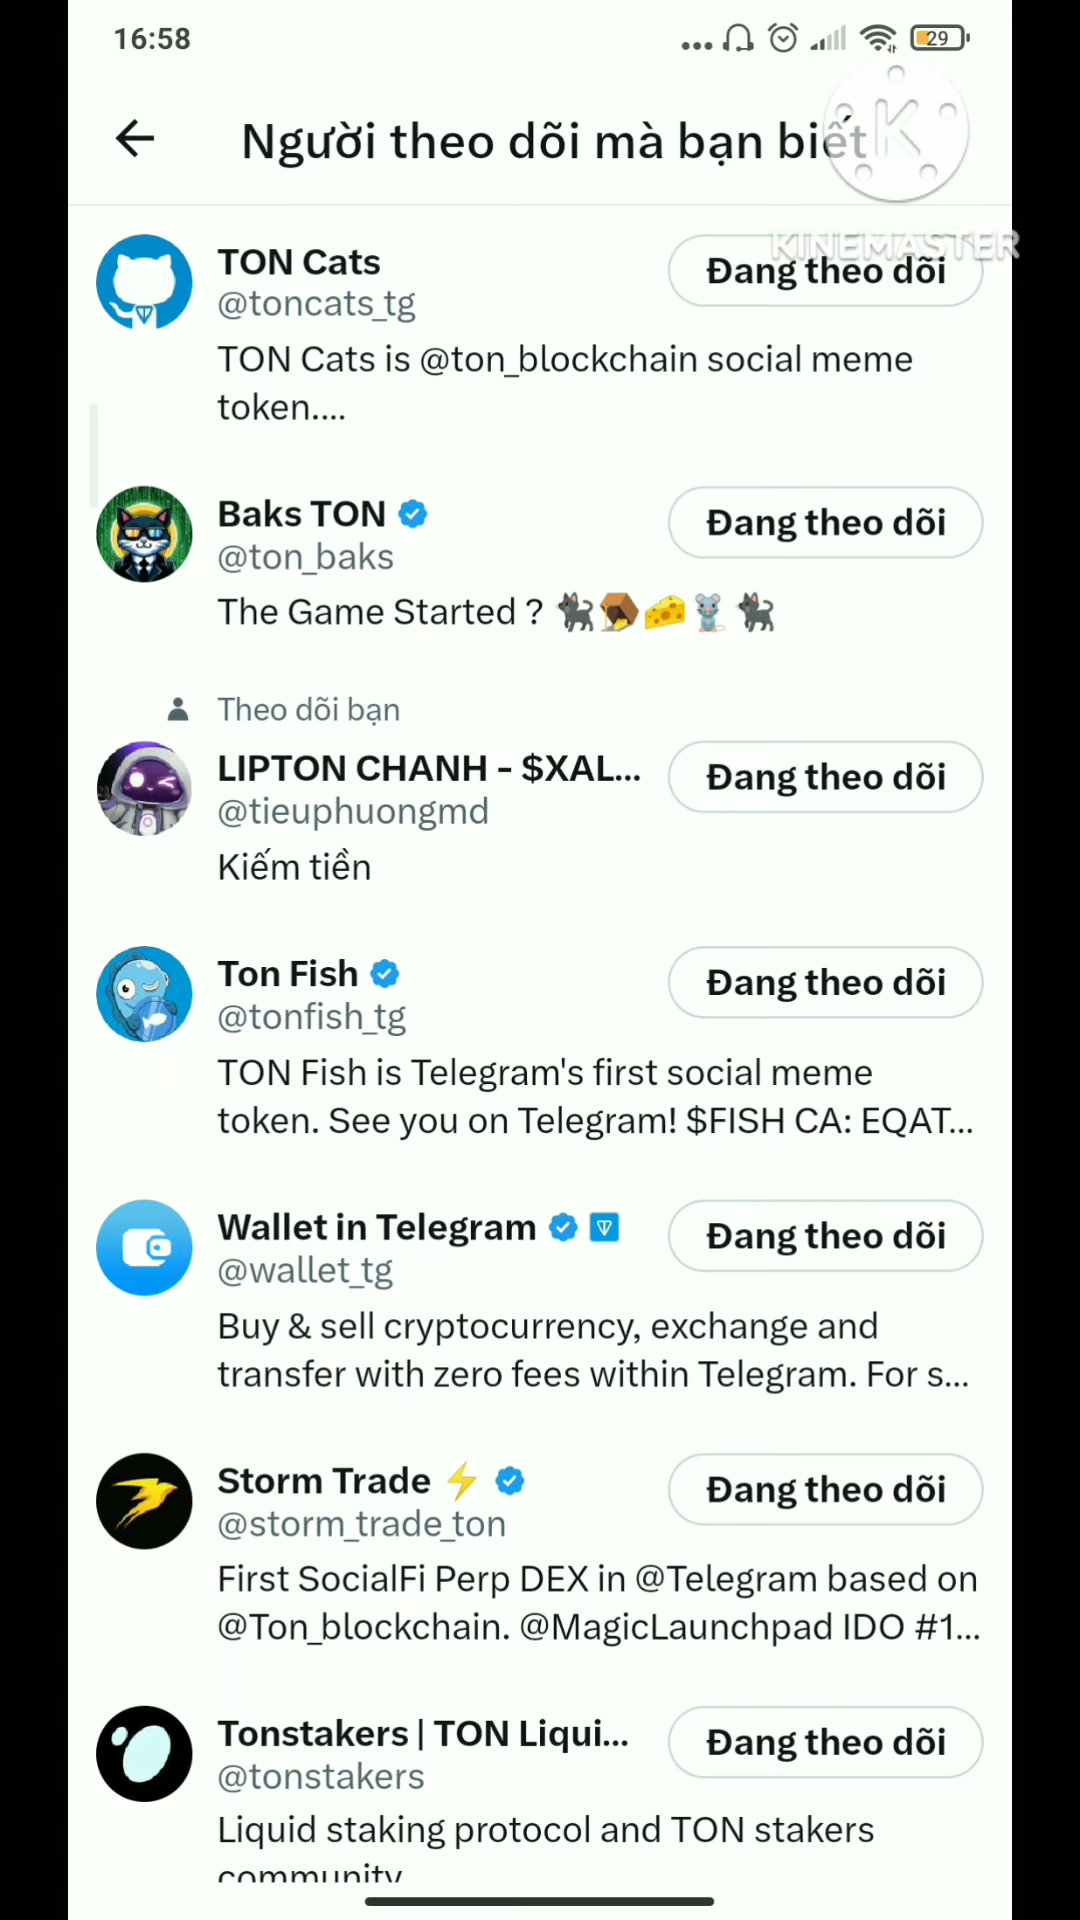 16:58
29
Người theo dõi mà bạn biết
K
KINEMASTER
TON Cats
Đang theo dõi
@toncats_tg
TON Cats is @ton_blockchain social meme
token....
Baks TON
Đang theo dõi
@ton_baks
The Game Started ? 🐈‍⬛🪤🧀🐁🐈‍⬛
Theo dõi bạn
LIPTON CHANH - $XAL...
Đang theo dõi
@tieuphuongmd
Kiếm tiền
Ton Fish
Đang theo dõi
@tonfish_tg
TON Fish is Telegram's first social meme
token. See you on Telegram! $FISH CA: EQAT...
Wallet in Telegram
Đang theo dõi
@wallet_tg
Buy & sell cryptocurrency, exchange and
transfer with zero fees within Telegram. For s...
Storm Trade ⚡
Đang theo dõi
@storm_trade_ton
First SocialFi Perp DEX in @Telegram based on
@Ton_blockchain. @MagicLaunchpad IDO #1...
Tonstakers | TON Liqui...
Đang theo dõi
@tonstakers
Liquid staking protocol and TON stakers
community